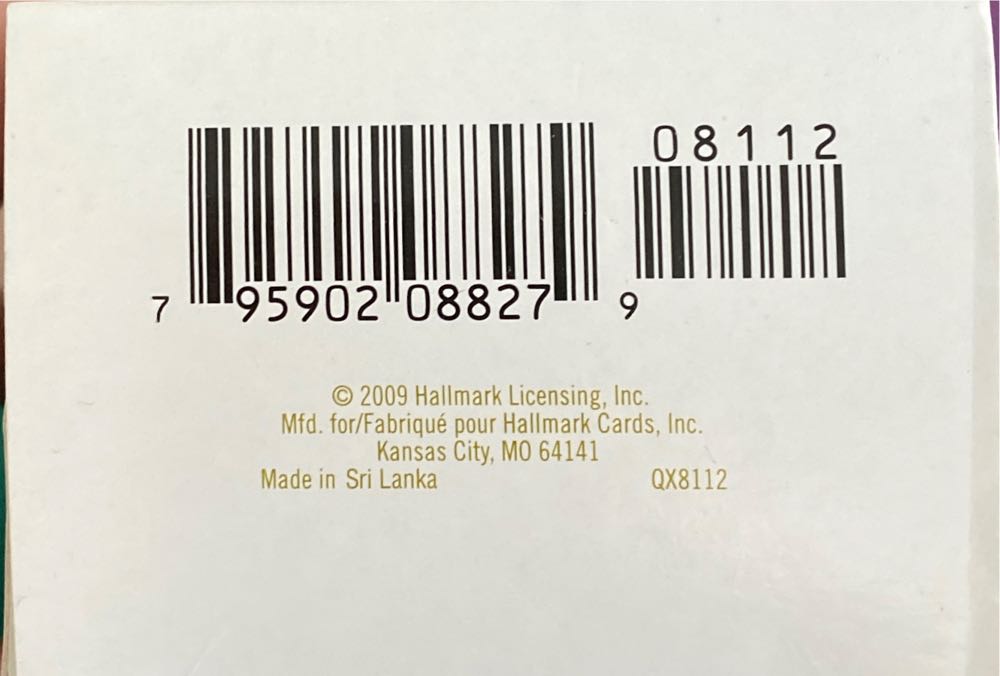 08112
7 95902 08827 9
© 2009 Hallmark Licensing, Inc.
Mfd. for/Fabriqué pour Hallmark Cards, Inc.
Kansas City, MO 64141
Made in Sri Lanka QX8112